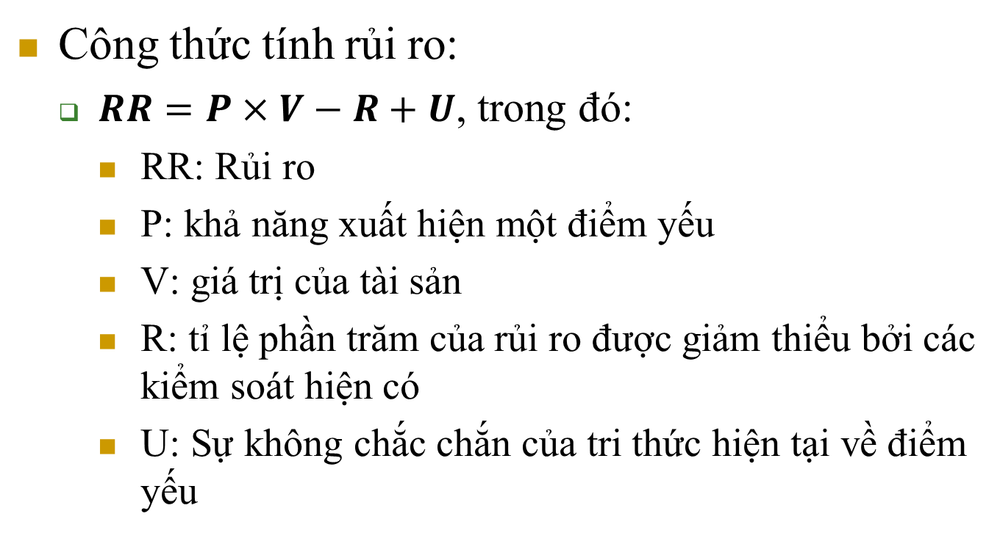 Công thức tính rủi ro:
RR = P × V − R + U, trong đó:
RR: Rủi ro
P: khả năng xuất hiện một điểm yếu
V: giá trị của tài sản
R: tỉ lệ phần trăm của rủi ro được giảm thiểu bởi các
kiểm soát hiện có
U: Sự không chắc chắn của tri thức hiện tại về điểm
yếu